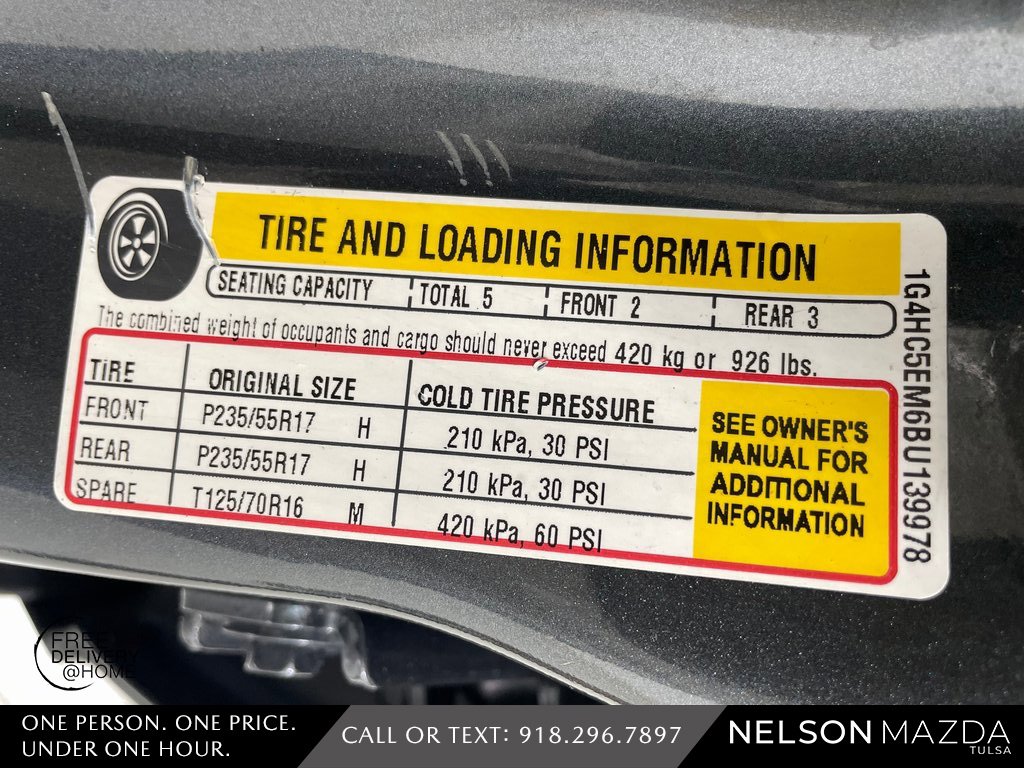 TIRE AND LOADING INFORMATION
SEATING CAPACITY TOTAL 5 FRONT 2 REAR 3
The combined weight of occupants and cargo should never exceed 420 kg or 926 lbs.
TIRE ORIGINAL SIZE COLD TIRE PRESSURE
FRONT P235/55R17 H 210 kPa, 30 PSI
REAR P235/55R17 H 210 kPa, 30 PSI
SPARE T125/70R16 M 420 kPa, 60 PSI
SEE OWNER'S
MANUAL FOR
ADDITIONAL
INFORMATION
1G4HC5EM6BU139978
FREE
DELIVERY
@HOME
ONE PERSON. ONE PRICE.
UNDER ONE HOUR.
CALL OR TEXT: 918.296.7897
NELSON MAZDA
TULSA